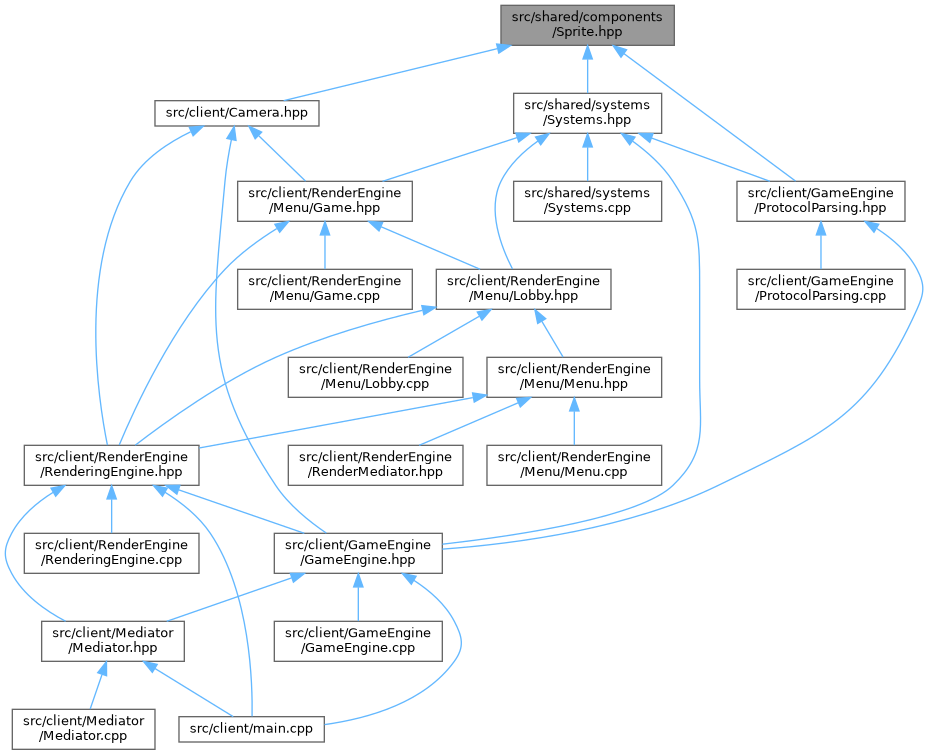 src/shared/components
/Sprite.hpp
src/client/Camera.hpp
src/shared/systems
/Systems.hpp
src/client/RenderEngine
/Menu/Game.hpp
src/shared/systems
/Systems.cpp
src/client/GameEngine
/ProtocolParsing.hpp
src/client/RenderEngine
/Menu/Game.cpp
src/client/RenderEngine
/Menu/Lobby.hpp
src/client/GameEngine
/ProtocolParsing.cpp
src/client/RenderEngine
/Menu/Lobby.cpp
src/client/RenderEngine
/Menu/Menu.hpp
src/client/RenderEngine
/RenderingEngine.hpp
src/client/RenderEngine
/RenderMediator.hpp
src/client/RenderEngine
/Menu/Menu.cpp
src/client/RenderEngine
/RenderingEngine.cpp
src/client/GameEngine
/GameEngine.hpp
src/client/Mediator
/Mediator.hpp
src/client/GameEngine
/GameEngine.cpp
src/client/Mediator
/Mediator.cpp
src/client/main.cpp